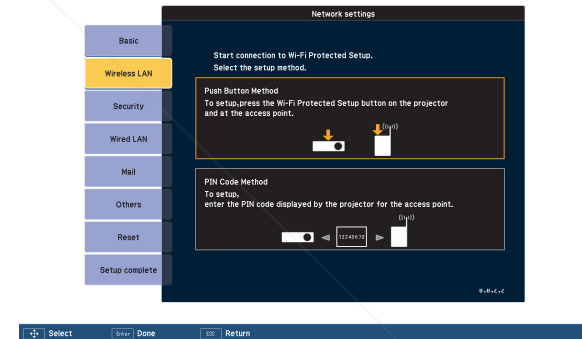 Network settings
Basic
Wireless LAN
Security
Wired LAN
Mail
Others
Reset
Setup complete
Start connection to Wi-Fi Protected Setup.
Select the setup method.
Push Button Method
To setup,press the Wi-Fi Protected Setup button on the projector
and at the access point.
PIN Code Method
To setup,
enter the PIN code displayed by the projector for the access point.
12345678
Select Enter Done ESC Return